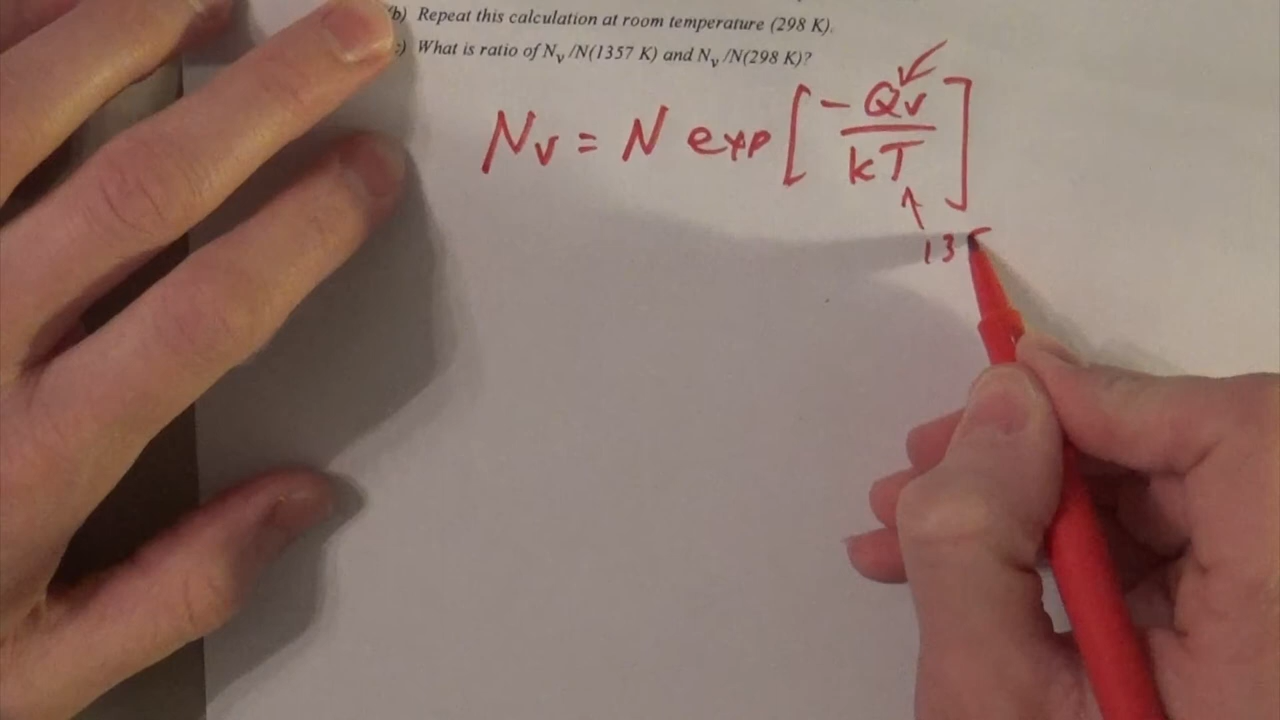 b) Repeat this calculation at room temperature (298 K).
:) What is ratio of Nv/N(1357 K) and Nv/N(298 K)?
Nv = N exp[-Qv/kT]
135